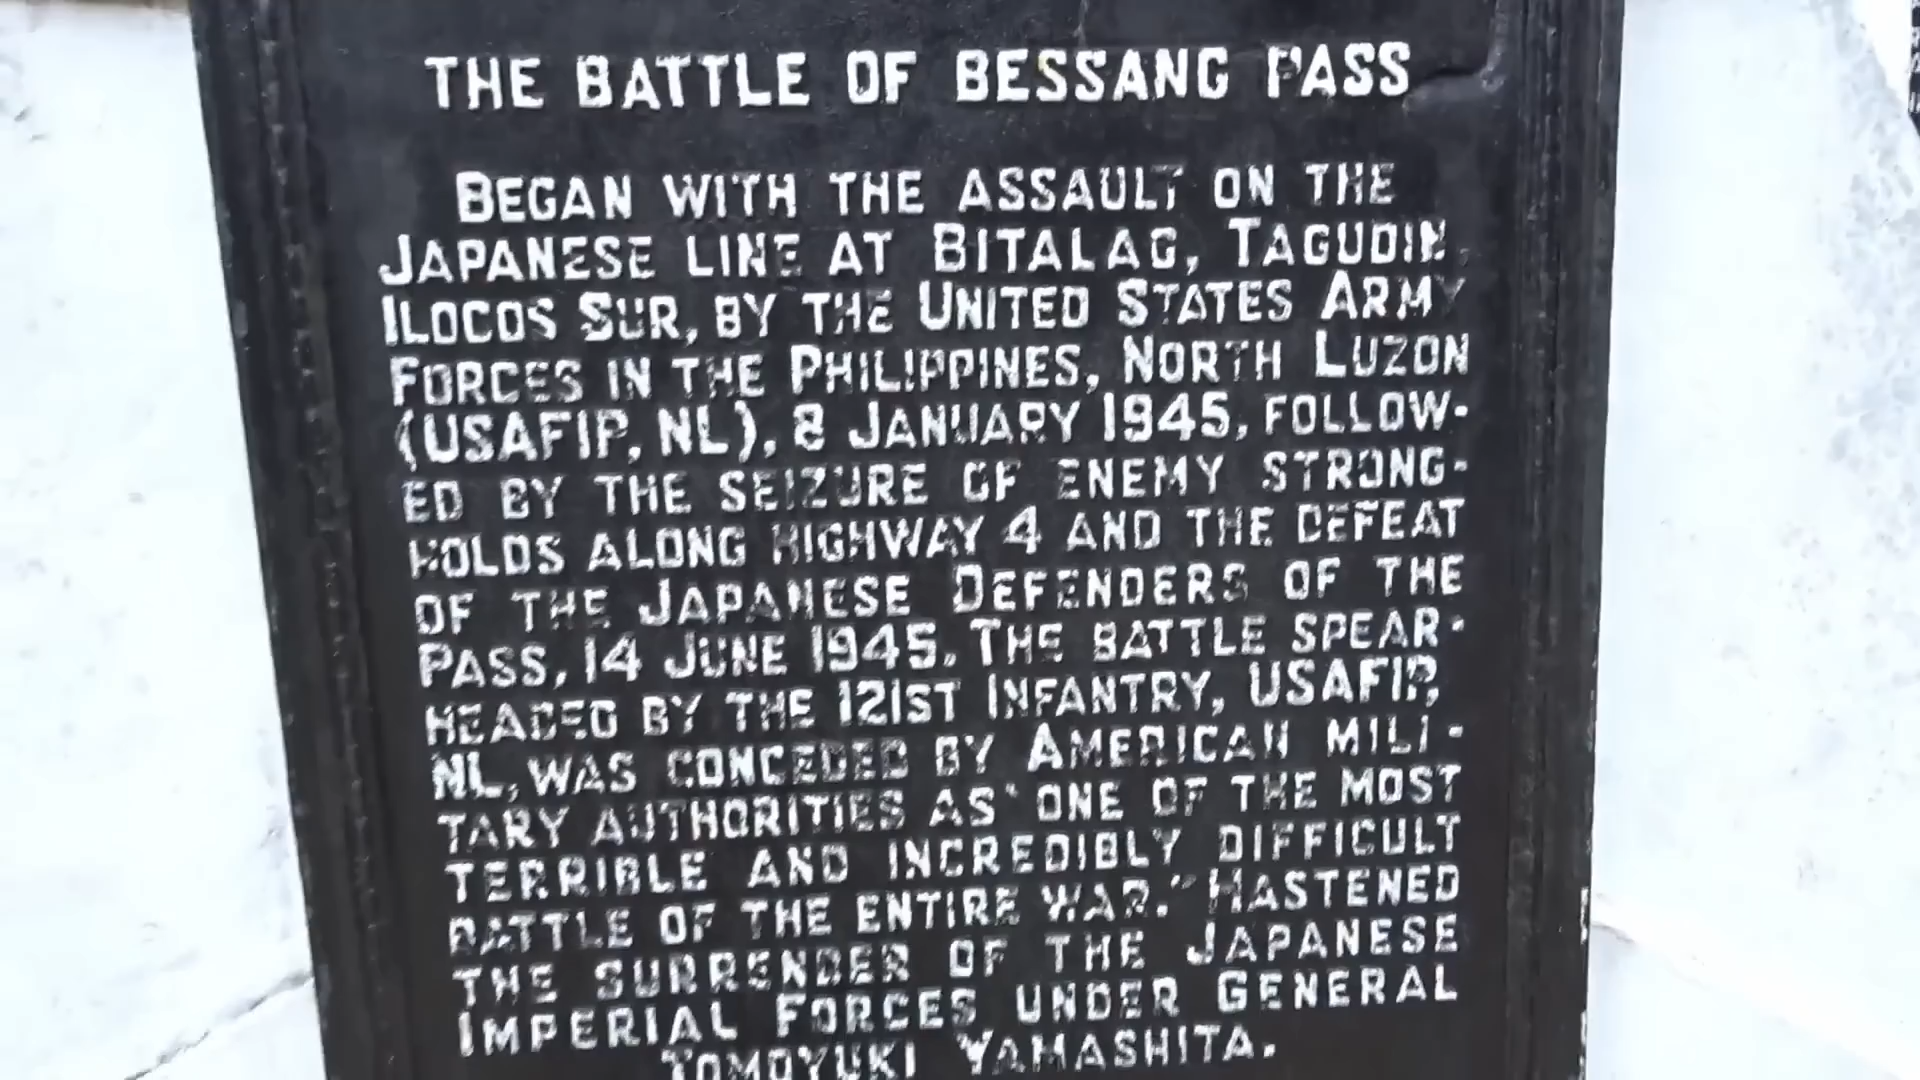 THE BATTLE OF BESSANG PASS
BEGAN WITH THE ASSAULT ON THE
JAPANESE LINE AT BITALAG, TAGUDIN,
ILOCOS SUR, BY THE UNITED STATES ARMY
FORCES IN THE PHILIPPINES, NORTH LUZON
(USAFIP, NL), 8 JANUARY 1945, FOLLOW-
ED BY THE SEIZURE OF ENEMY STRONG-
HOLDS ALONG HIGHWAY 4 AND THE DEFEAT
OF THE JAPANESE DEFENDERS OF THE
PASS, 14 JUNE 1945. THE BATTLE SPEAR-
HEADED BY THE 121ST INFANTRY, USAFIP,
NL, WAS CONCEDED BY AMERICAN MILI-
TARY AUTHORITIES AS "ONE OF THE MOST
TERRIBLE AND INCREDIBLY DIFFICULT
BATTLE OF THE ENTIRE WAR." HASTENED
THE SURRENDER OF THE JAPANESE
IMPERIAL FORCES UNDER GENERAL
TOMOYUKI YAMASHITA.